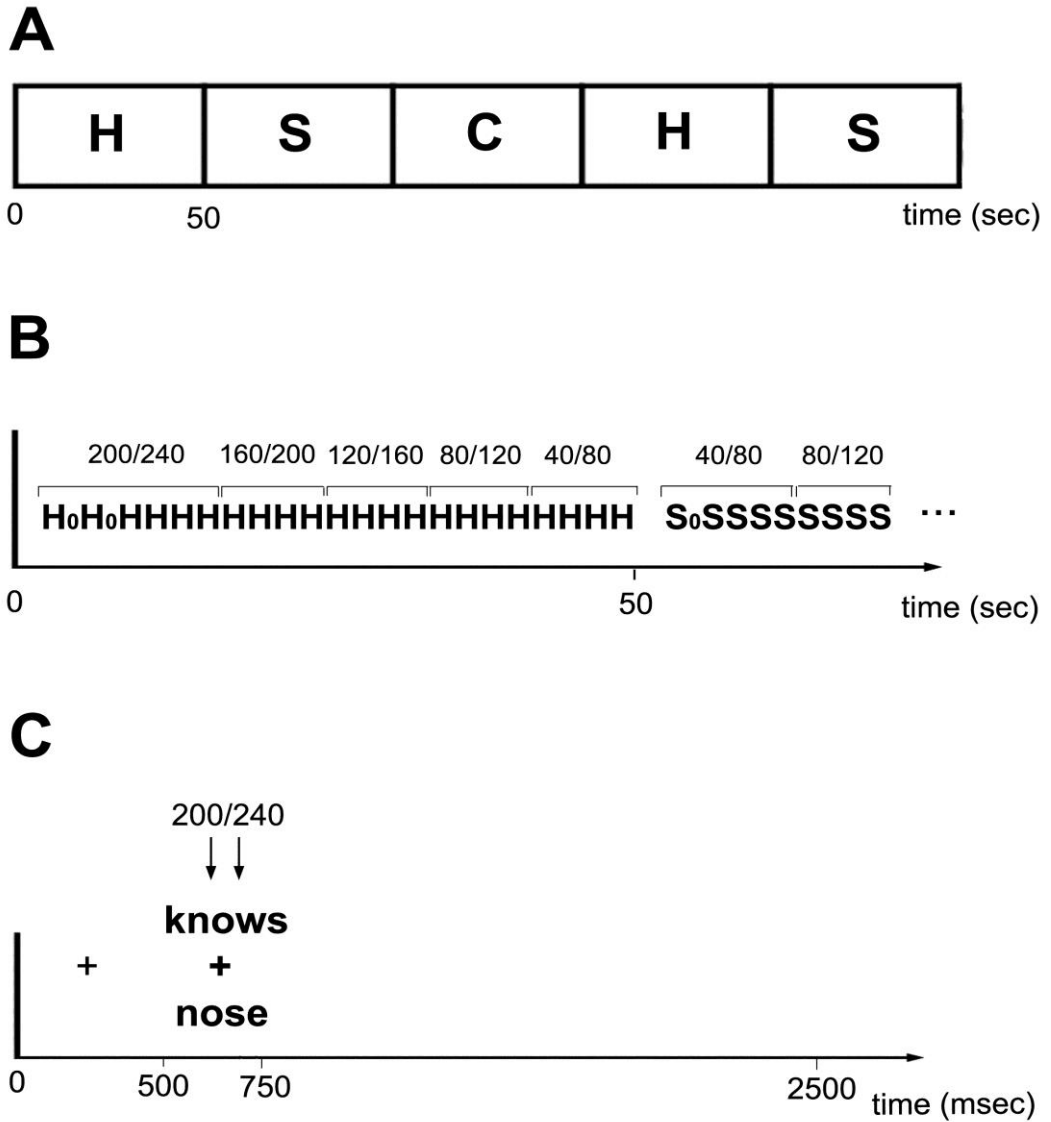 A
H S C H S
0 50 time (sec)
B
200/240 160/200 120/160 80/120 40/80 40/80 80/120
H0H0HHHHHHHHHHHHHHHHHHHH S0SSSSSSSS ...
0 50 time (sec)
C
200/240
knows
+ +
nose
0 500 750 2500 time (msec)